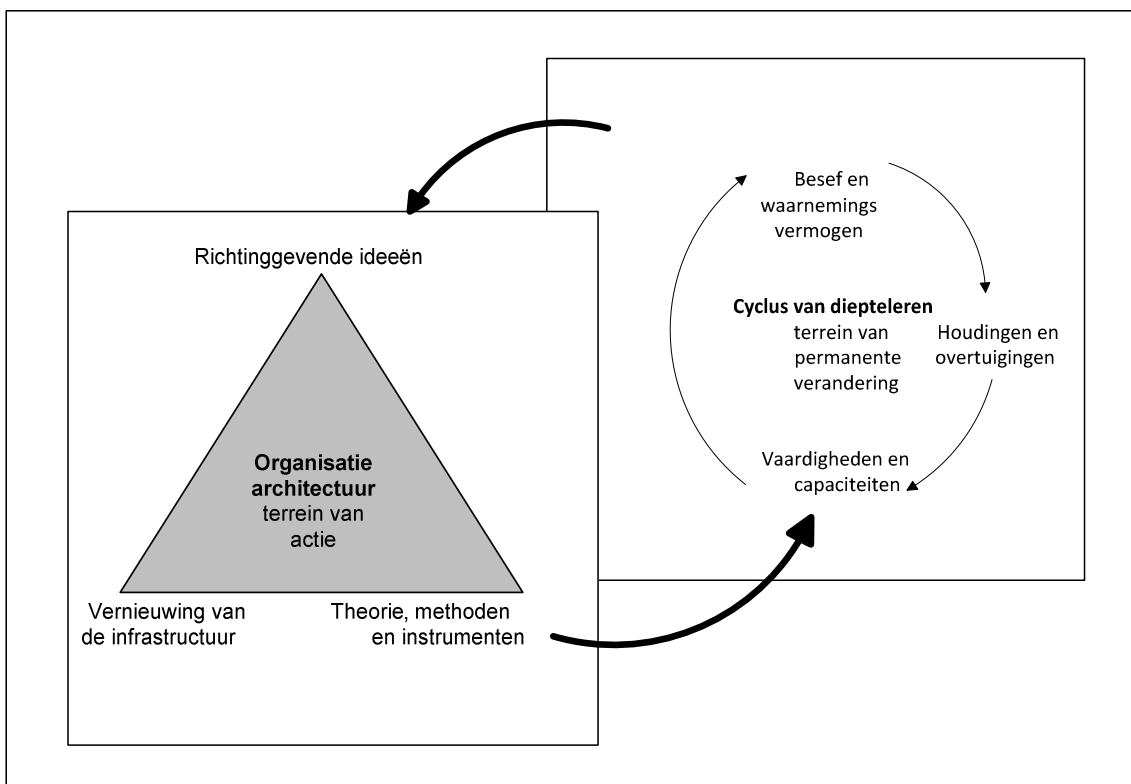 Richtinggevende ideeën
Organisatie
architectuur
terrein van
actie
Vernieuwing van
de infrastructuur
Theorie, methoden
en instrumenten
Besef en
waarnemings
vermogen
Cyclus van diepteleren
terrein van
permanente
verandering
Houdingen en
overtuigingen
Vaardigheden en
capaciteiten